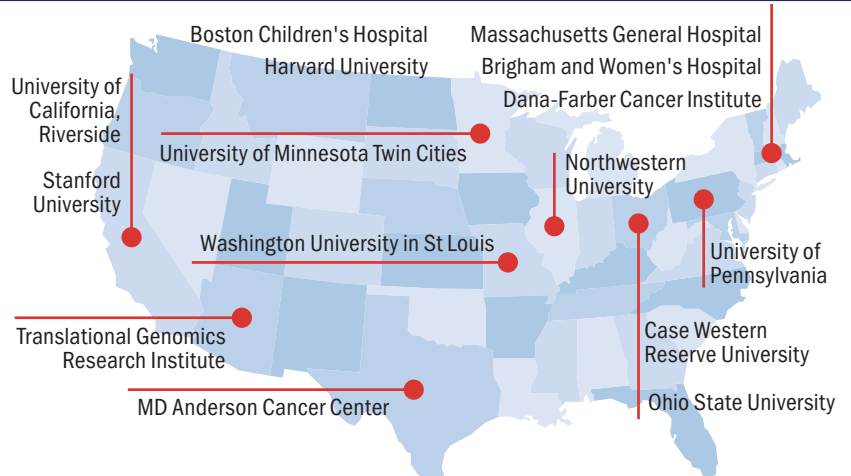 Boston Children's Hospital
Harvard University
Massachusetts General Hospital
Brigham and Women's Hospital
Dana-Farber Cancer Institute
University of
California,
Riverside
Stanford
University
University of Minnesota Twin Cities
Northwestern
University
Washington University in St Louis
University of
Pennsylvania
Translational Genomics
Research Institute
Case Western
Reserve University
MD Anderson Cancer Center
Ohio State University